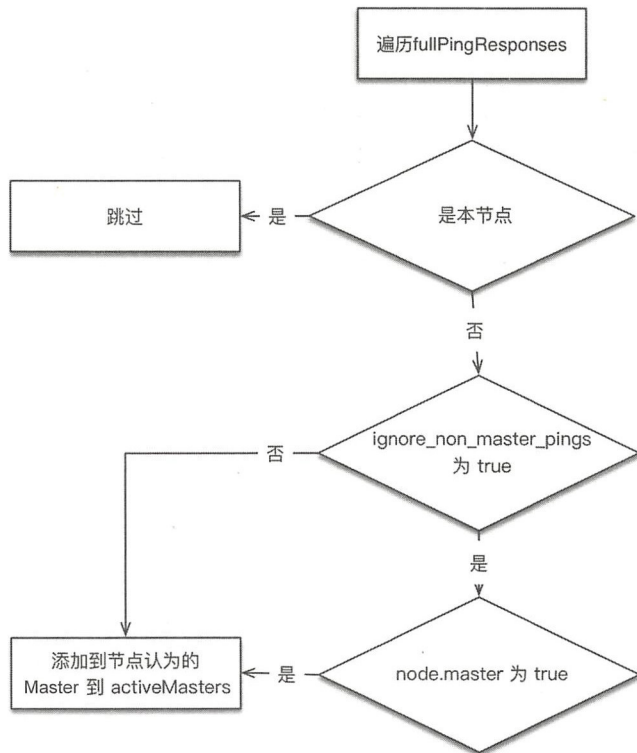 遍历fullPingResponses
是本节点
是
跳过
否
ignore_non_master_pings
为 true
否
是
node.master 为 true
是
添加到节点认为的
Master 到 activeMasters